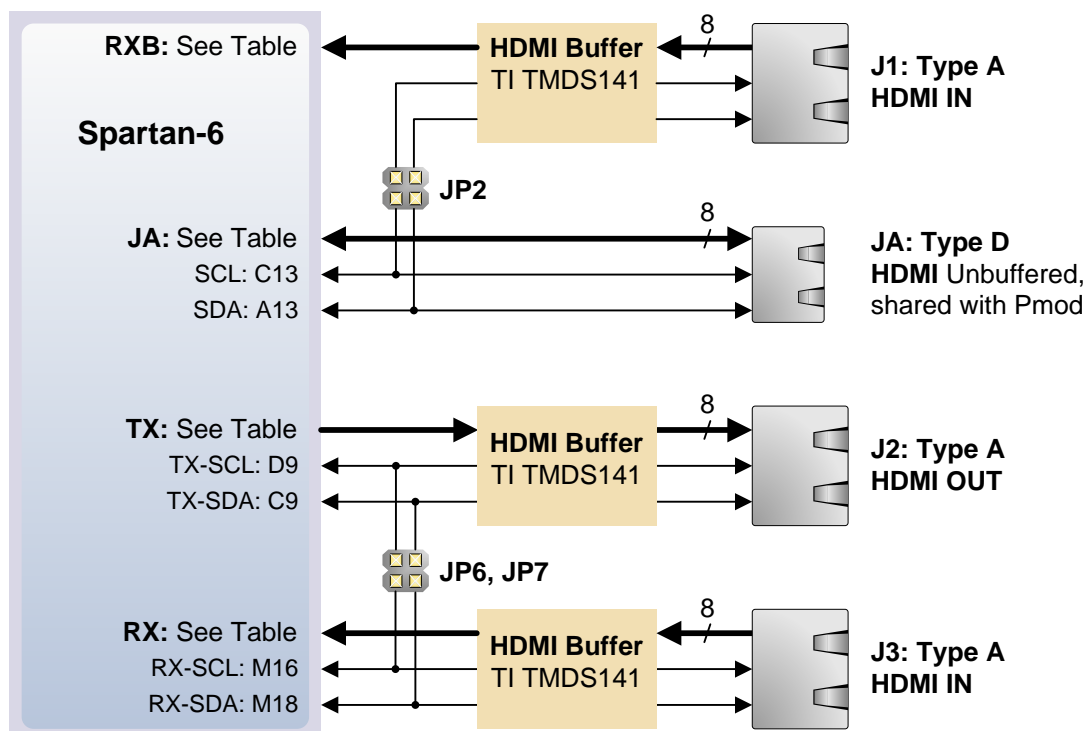 RXB: See Table
HDMI Buffer
TI TMDS141
8
J1: Type A
HDMI IN
Spartan-6
JP2
JA: See Table
8
JA: Type D
SCL: C13
HDMI Unbuffered,
SDA: A13
shared with Pmod
TX: See Table
HDMI Buffer
TI TMDS141
8
J2: Type A
HDMI OUT
TX-SCL: D9
TX-SDA: C9
JP6, JP7
RX: See Table
HDMI Buffer
TI TMDS141
8
J3: Type A
HDMI IN
RX-SCL: M16
RX-SDA: M18